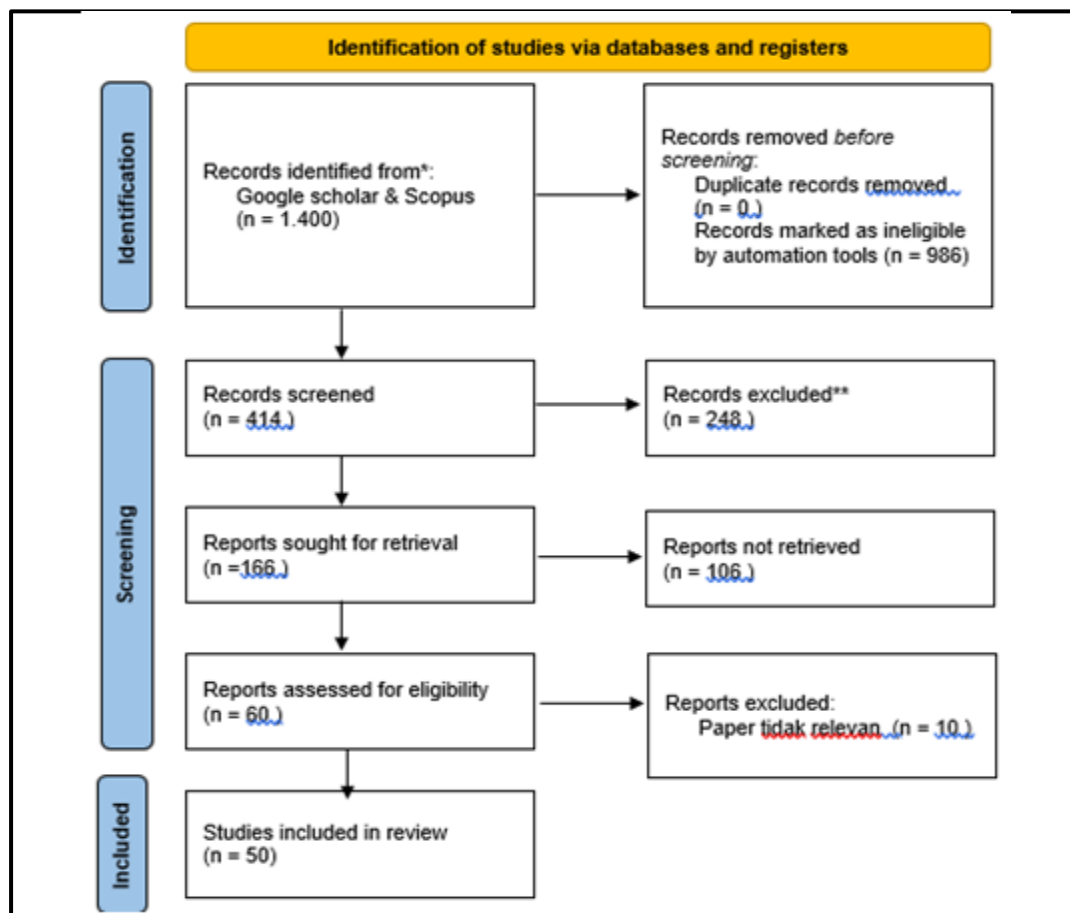 Identification of studies via databases and registers
Identification
Records identified from*:
Google scholar & Scopus
(n = 1.400)
Records removed before
screening:
Duplicate records removed
(n = 0 )
Records marked as ineligible
by automation tools (n = 986)
Screening
Records screened
(n = 414 )
Records excluded**
(n = 248 )
Reports sought for retrieval
(n =166 )
Reports not retrieved
(n = 106 )
Reports assessed for eligibility
(n = 60 )
Reports excluded:
Paper tidak relevan (n = 10 )
Included
Studies included in review
(n = 50)